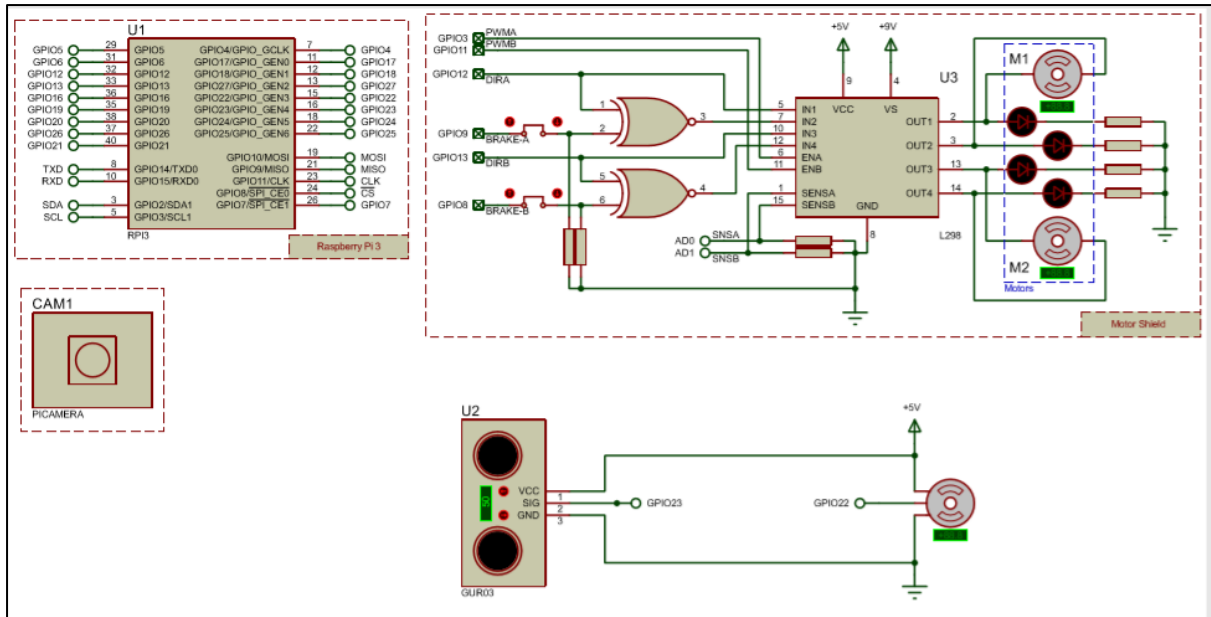 U1
GPIO5 29 GPIO5 GPIO4/GPIO_GCLK 7 GPIO4
GPIO6 31 GPIO6 GPIO17/GPIO_GEN0 11 GPIO17
GPIO12 32 GPIO12 GPIO18/GPIO_GEN1 12 GPIO18
GPIO13 33 GPIO13 GPIO27/GPIO_GEN2 13 GPIO27
GPIO16 36 GPIO16 GPIO22/GPIO_GEN3 15 GPIO22
GPIO19 35 GPIO19 GPIO23/GPIO_GEN4 16 GPIO23
GPIO20 38 GPIO20 GPIO24/GPIO_GEN5 18 GPIO24
GPIO26 37 GPIO26 GPIO25/GPIO_GEN6 22 GPIO25
GPIO21 40 GPIO21
GPIO10/MOSI 19 MOSI
TXD 8 GPIO14/TXD0 GPIO9/MISO 21 MISO
RXD 10 GPIO15/RXD0 GPIO11/CLK 23 CLK
GPIO8/SPI_CE0 24 CS
SDA 3 GPIO2/SDA1 GPIO7/SPI_CE1 26 GPIO7
SCL 5 GPIO3/SCL1
RPI3
Raspberry Pi 3
+5V +9V
GPIO3 PWMA
GPIO11 PWMB
GPIO12 DIRA
GPIO9 BRAKE-A
GPIO13 DIRB
GPIO8 BRAKE-B
1 2 3
5 6 4
U3
9 4
VCC VS
5 IN1 OUT1 2
7 IN2 OUT2 3
10 IN3 OUT3 13
12 IN4 OUT4 14
6 ENA
11 ENB
1 SENSA
15 SENSB
GND
8
L298
AD0 SNSA
AD1 SNSB
M1
M2
Motors
Motor Shield
CAM1
PICAMERA
U2
VCC 1
SIG 2
GND 3
50
GUR03
GPIO23
GPIO22
+5V